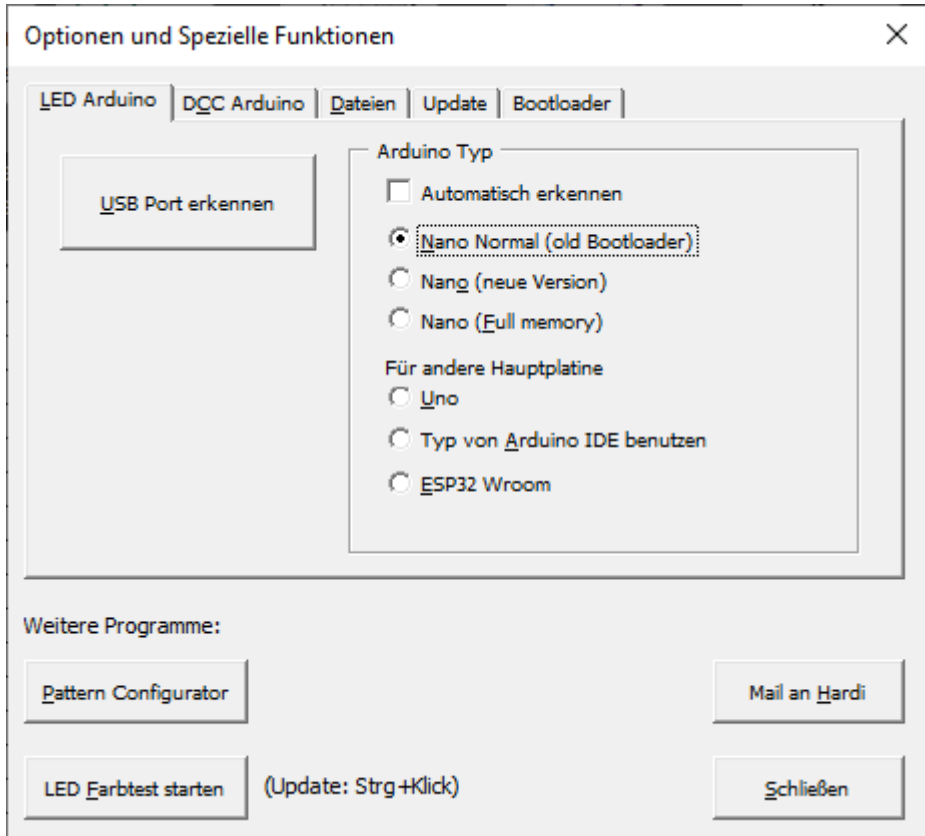 Optionen und Spezielle Funktionen
LED Arduino
DCC Arduino
Dateien
Update
Bootloader
USB Port erkennen
Arduino Typ
Automatisch erkennen
Nano Normal (old Bootloader)
Nano (neue Version)
Nano (Full memory)
Für andere Hauptplatine
Uno
Typ von Arduino IDE benutzen
ESP32 Wroom
Weitere Programme:
Pattern Configurator
Mail an Hardi
LED Farbtest starten
(Update: Strg+Klick)
Schließen